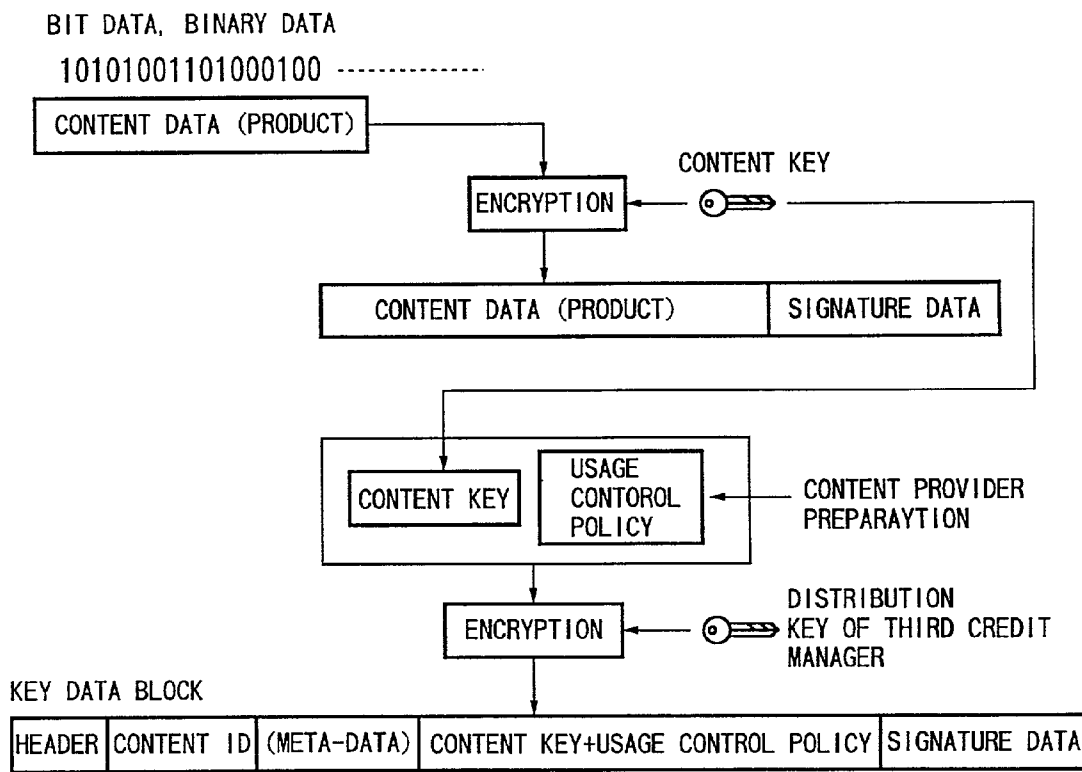 BIT DATA, BINARY DATA
10101001101000100 --------------
CONTENT DATA (PRODUCT)
CONTENT KEY
ENCRYPTION
CONTENT DATA (PRODUCT)
SIGNATURE DATA
CONTENT KEY
USAGE
CONTOROL
POLICY
CONTENT PROVIDER
PREPARAYTION
ENCRYPTION
DISTRIBUTION
KEY OF THIRD CREDIT
MANAGER
KEY DATA BLOCK
HEADER
CONTENT ID
(META-DATA)
CONTENT KEY+USAGE CONTROL POLICY
SIGNATURE DATA